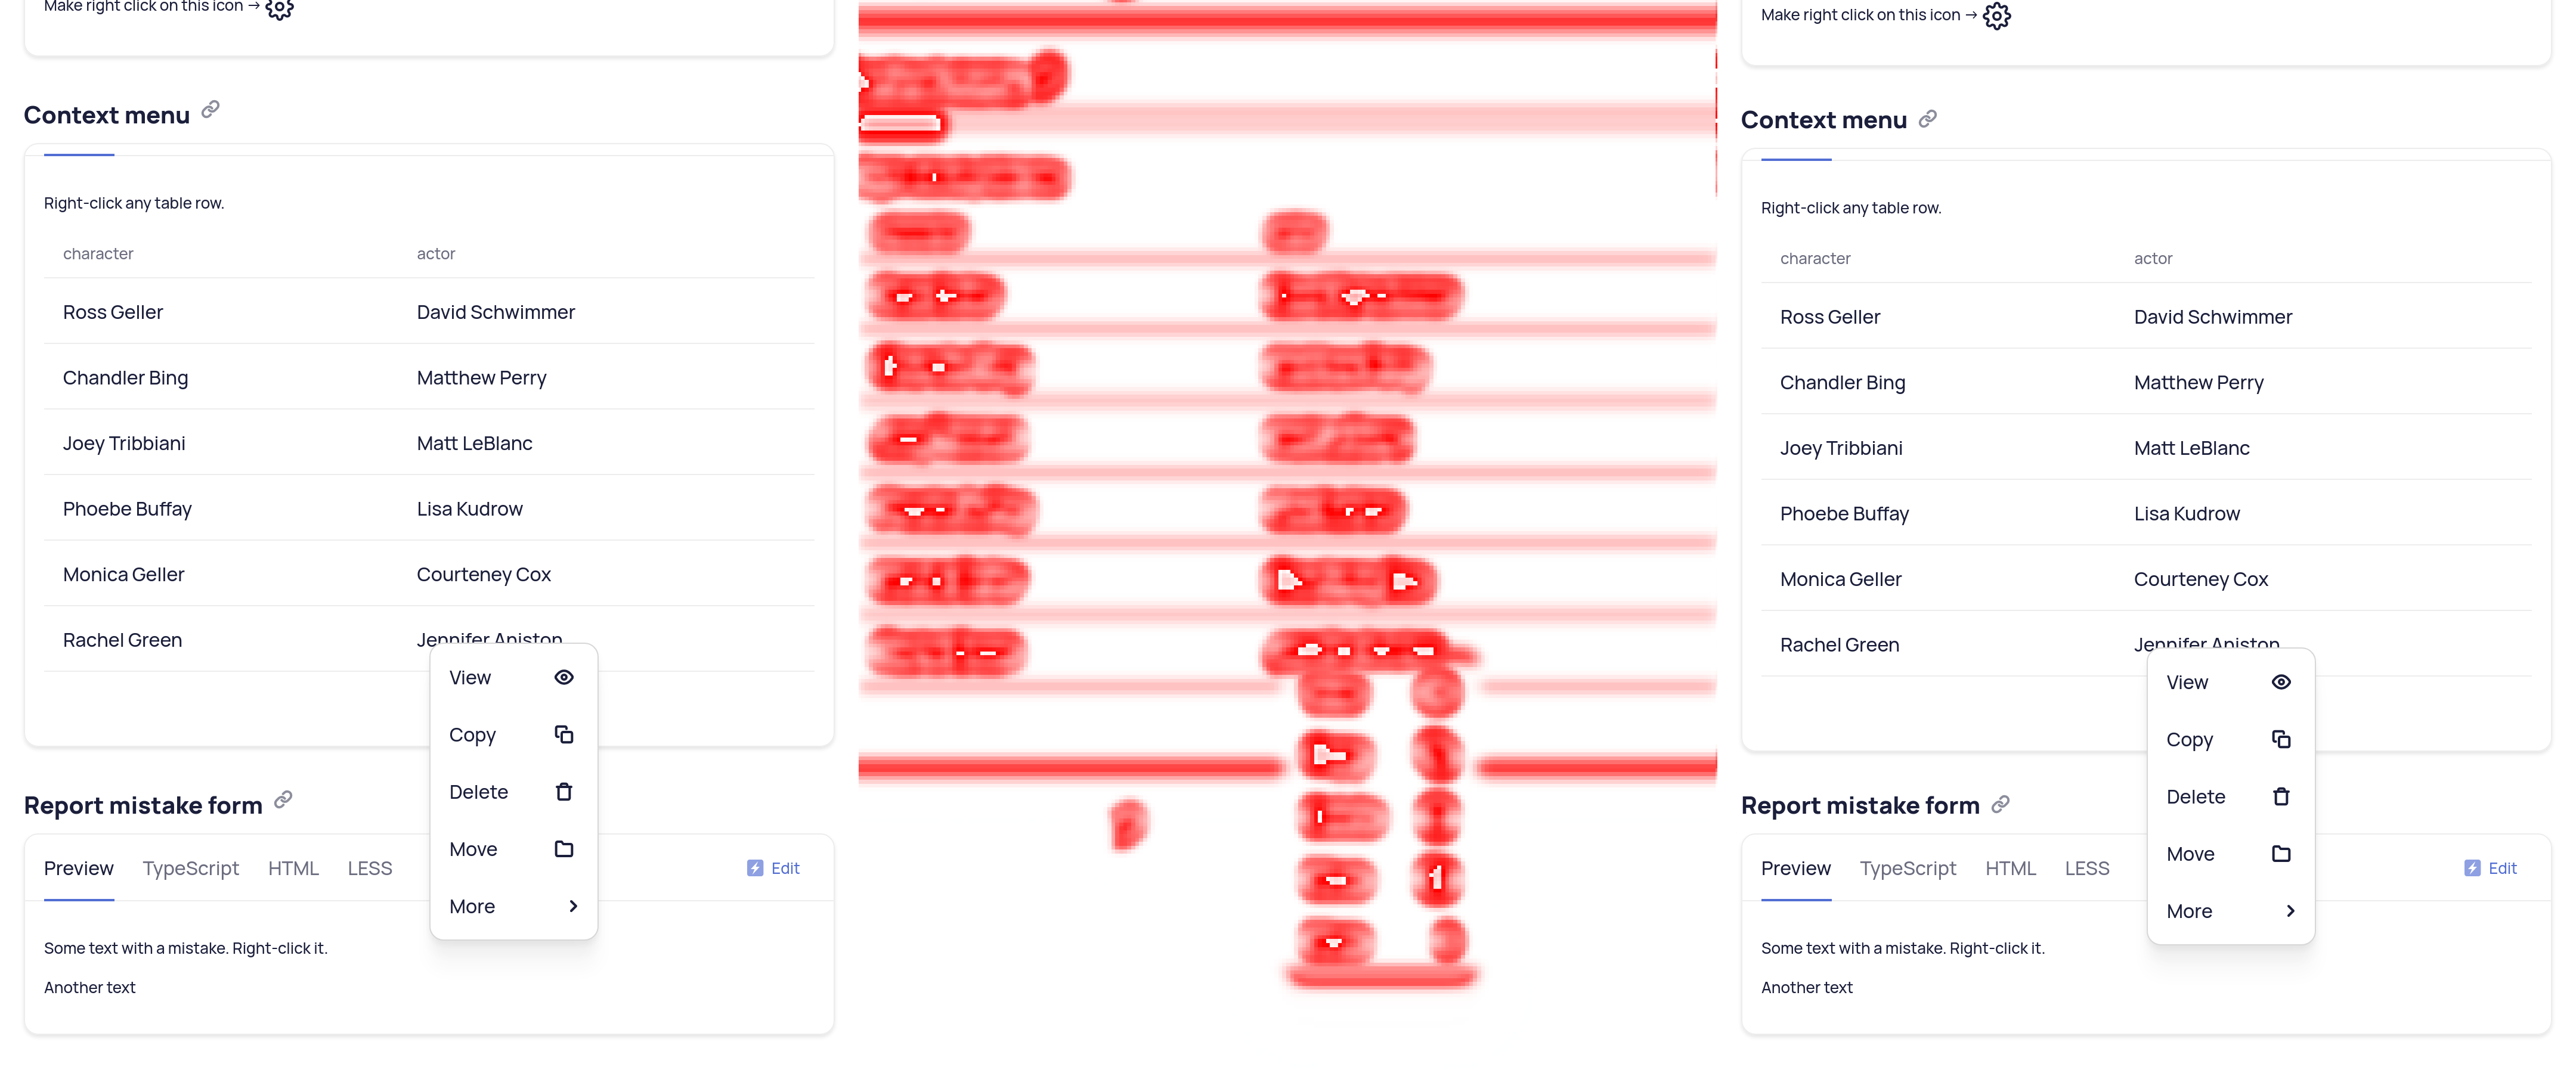 Make right click on this icon →
Context menu
Right-click any table row.
character actor
Ross Geller David Schwimmer
Chandler Bing Matthew Perry
Joey Tribbiani Matt LeBlanc
Phoebe Buffay Lisa Kudrow
Monica Geller Courteney Cox
Rachel Green Jennifer Aniston
View
Copy
Delete
Move
More
Report mistake form
Preview TypeScript HTML LESS Edit
Some text with a mistake. Right-click it.
Another text
Make right click on this icon →
Context menu
Right-click any table row.
character actor
Ross Geller David Schwimmer
Chandler Bing Matthew Perry
Joey Tribbiani Matt LeBlanc
Phoebe Buffay Lisa Kudrow
Monica Geller Courteney Cox
Rachel Green Jennifer Aniston
View
Copy
Delete
Move
More
Report mistake form
Preview TypeScript HTML LESS Edit
Some text with a mistake. Right-click it.
Another text